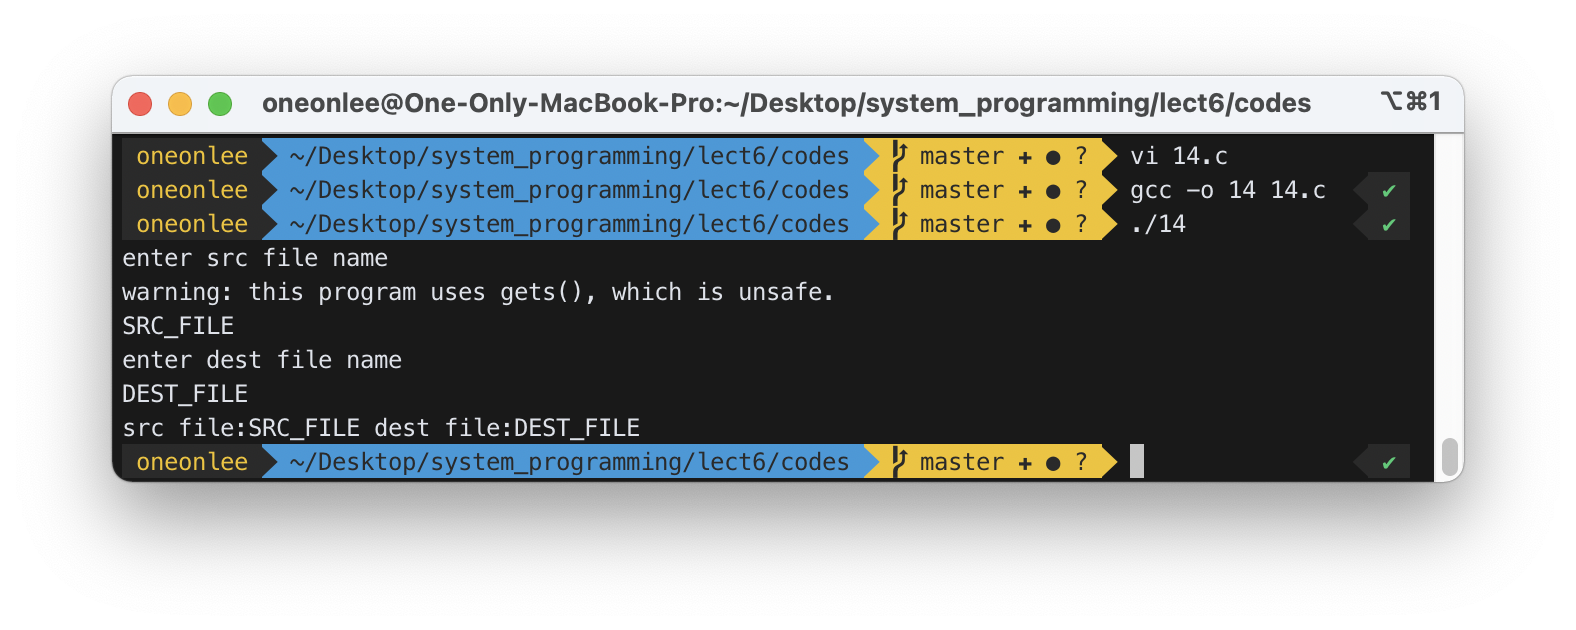 oneonlee@One-Only-MacBook-Pro:~/Desktop/system_programming/lect6/codes ⌥⌘1
oneonlee ~/Desktop/system_programming/lect6/codes master + ● ? vi 14.c
oneonlee ~/Desktop/system_programming/lect6/codes master + ● ? gcc -o 14 14.c ✔
oneonlee ~/Desktop/system_programming/lect6/codes master + ● ? ./14 ✔
enter src file name
warning: this program uses gets(), which is unsafe.
SRC_FILE
enter dest file name
DEST_FILE
src file:SRC_FILE dest file:DEST_FILE
oneonlee ~/Desktop/system_programming/lect6/codes master + ● ? ✔